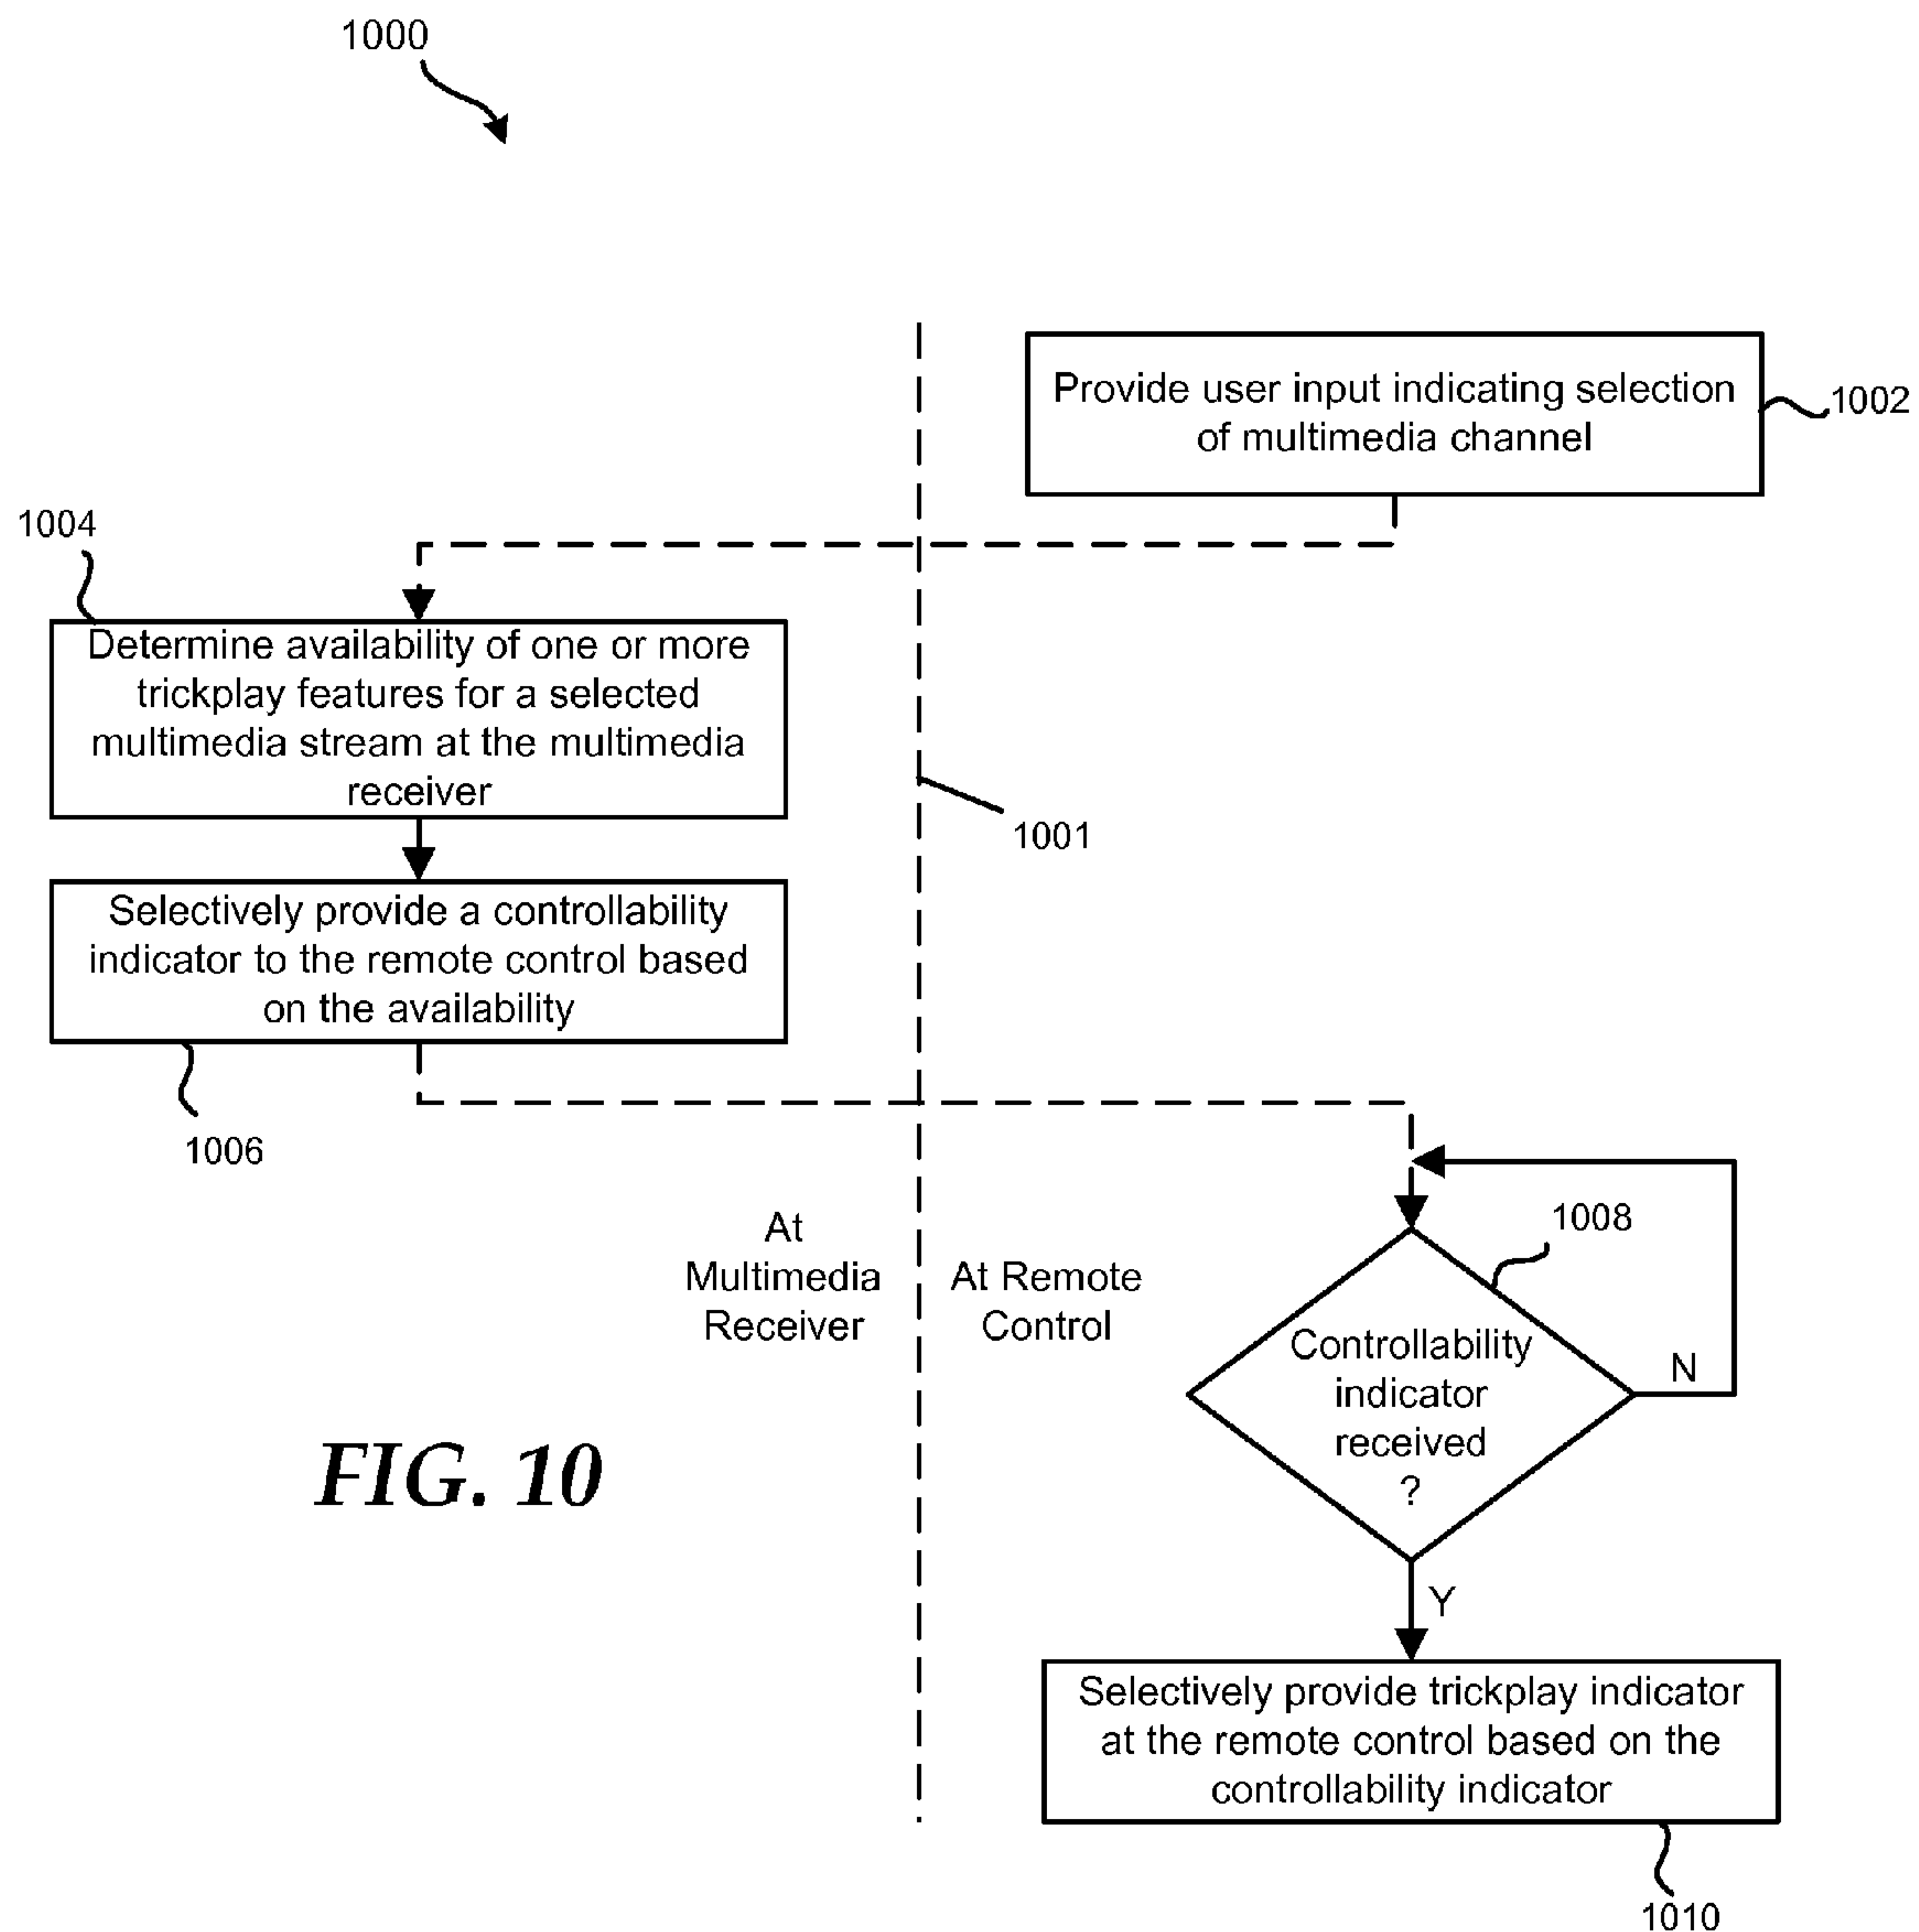 1000
Provide user input indicating selection
of multimedia channel
1002
1004
Determine availability of one or more
trickplay features for a selected
multimedia stream at the multimedia
receiver
1001
Selectively provide a controllability
indicator to the remote control based
on the availability
1006
At
Multimedia
Receiver
At Remote
Control
1008
Controllability
indicator
received
?
N
Y
FIG. 10
Selectively provide trickplay indicator
at the remote control based on the
controllability indicator
1010